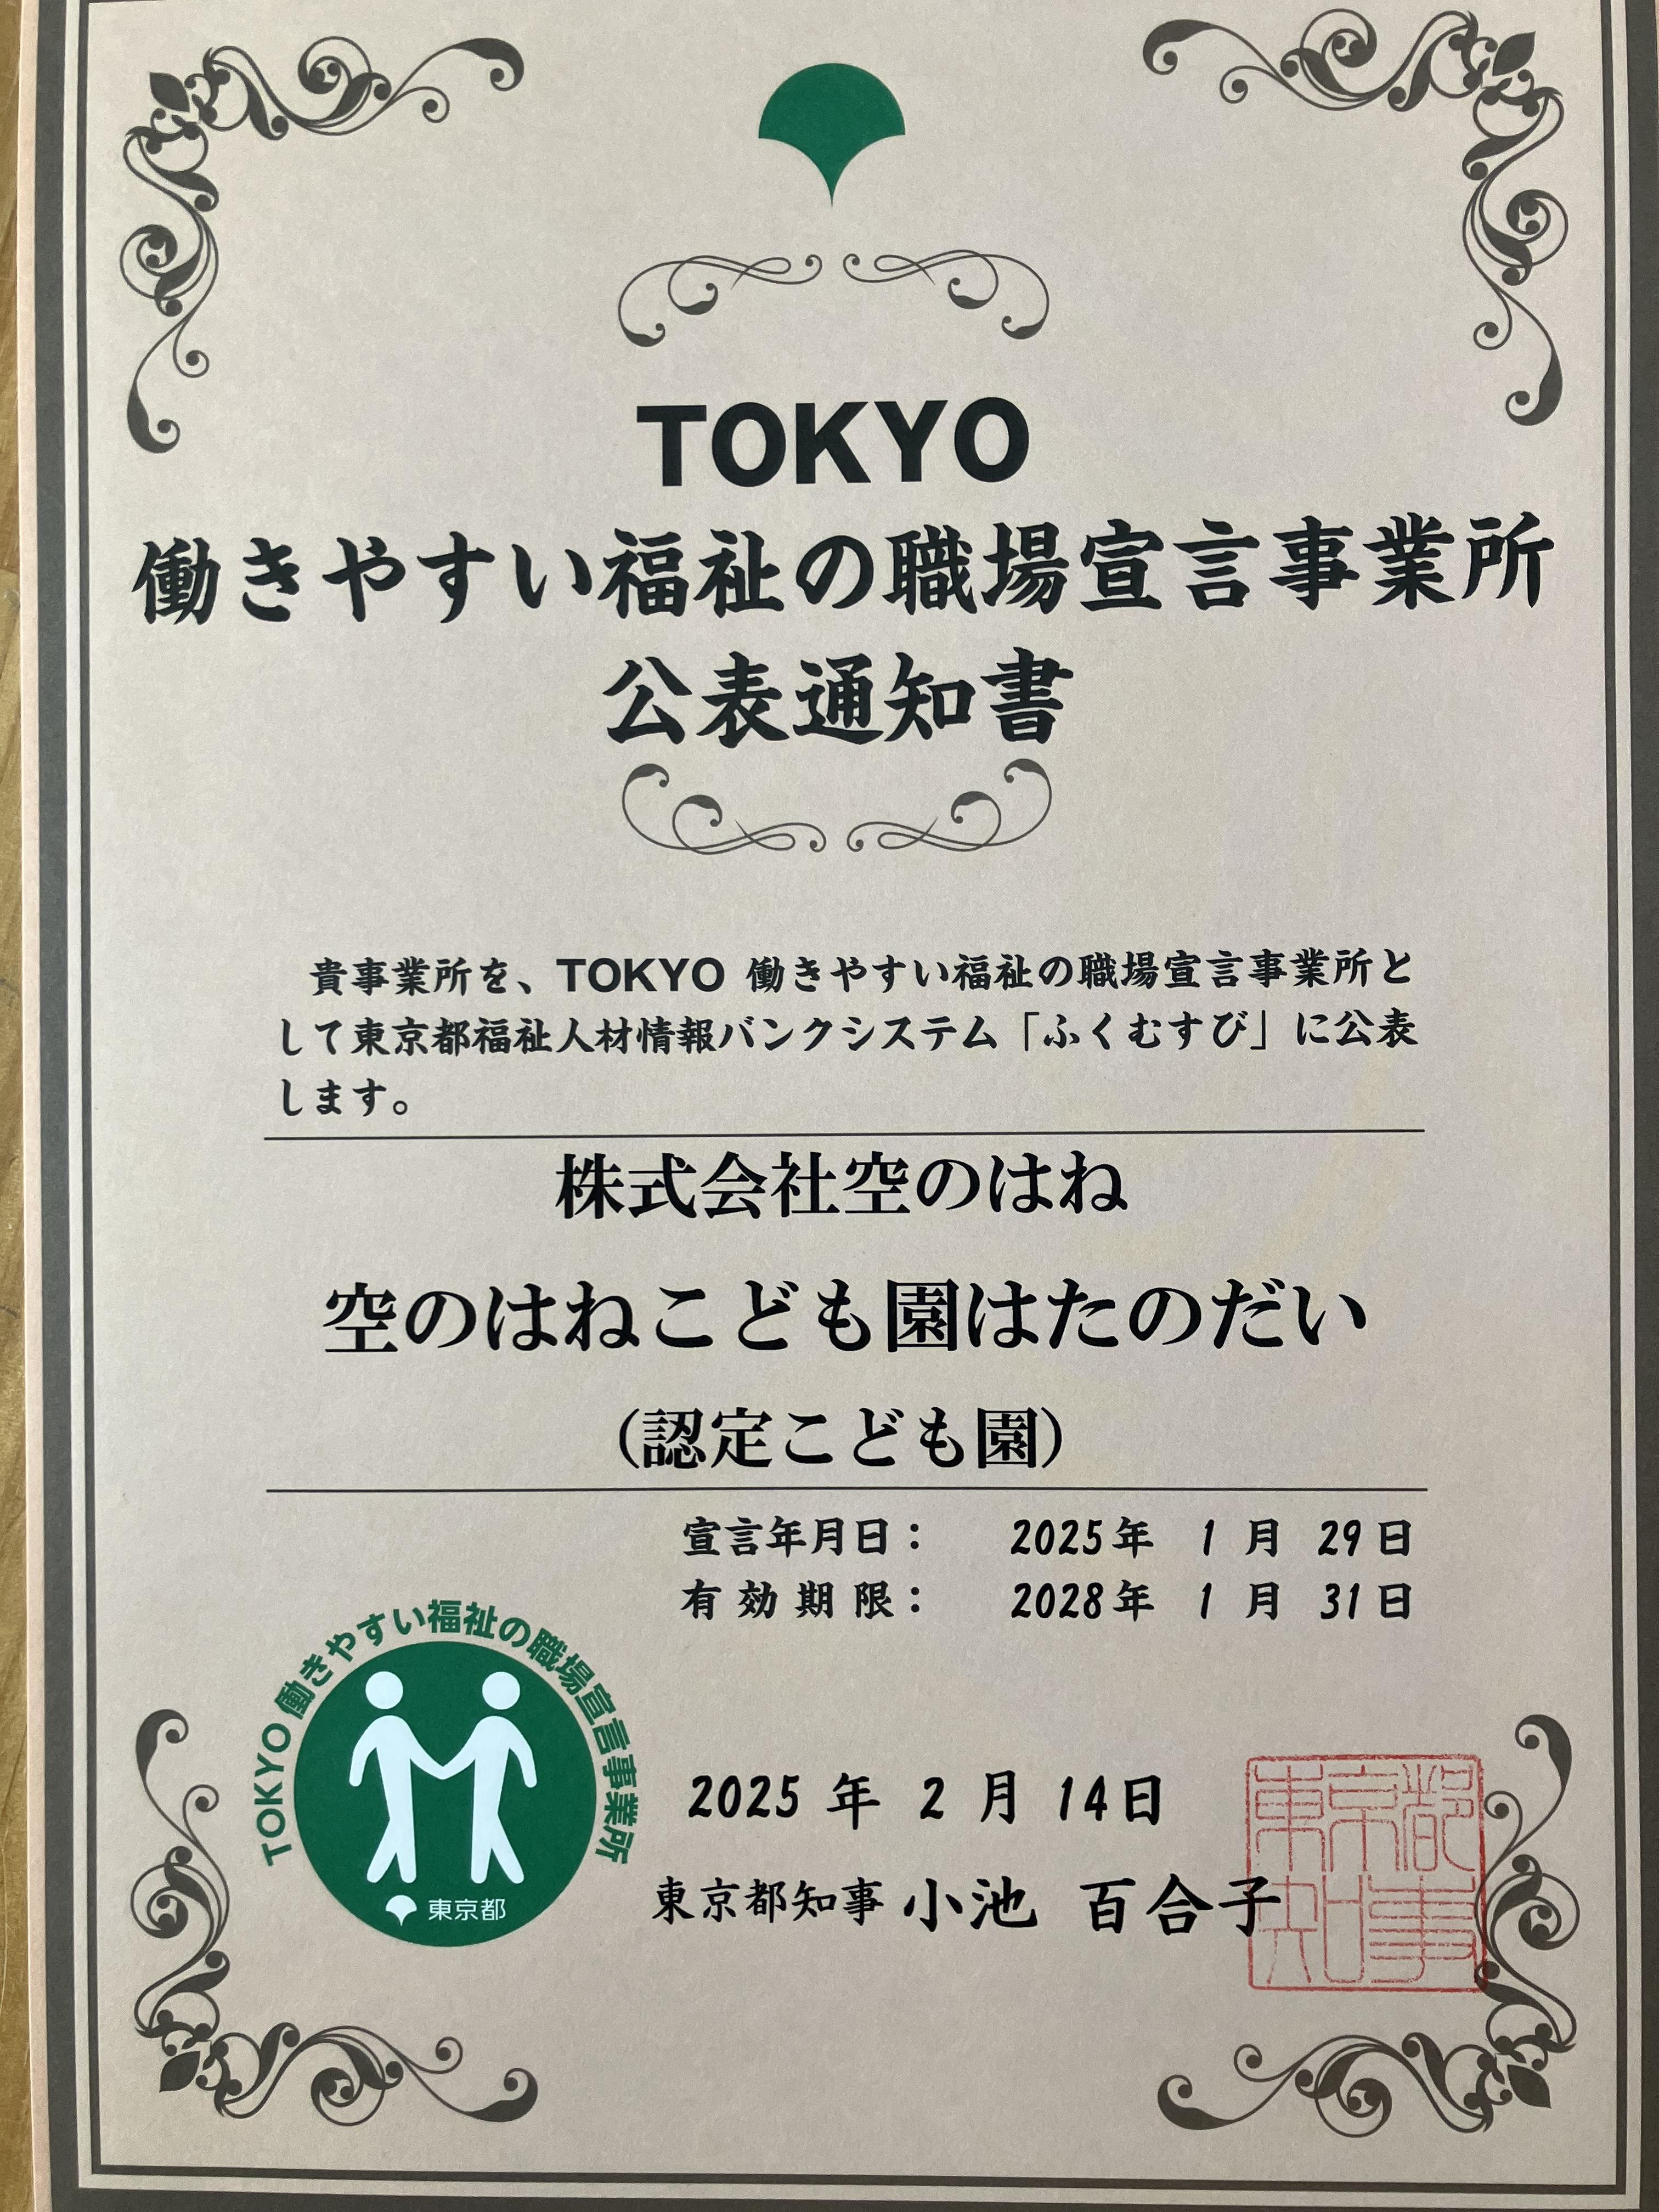 TOKYO
働きやすい福祉の職場宣言事業所
公表通知書
貴事業所を、TOKYO 働きやすい福祉の職場宣言事業所と
して東京都福祉人材情報バンクシステム「ふくむすび」に公表
します。
株式会社空のはね
空のはねこども園はたのだい
（認定こども園）
宣言年月日： 2025年 1 月 29日
有効期限： 2028年 1 月 31日
TOKYO 働きやすい福祉の職場宣言事業所
東京都
2025 年 2 月 14日
東京都知事 小池 百合子
東京都
知事